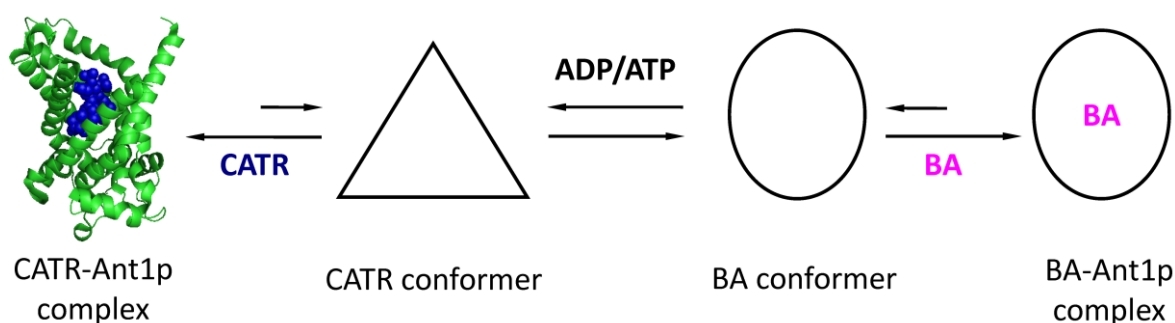 ADP/ATP
BA
CATR
BA
CATR-Ant1p
complex
CATR conformer
BA conformer
BA-Ant1p
complex